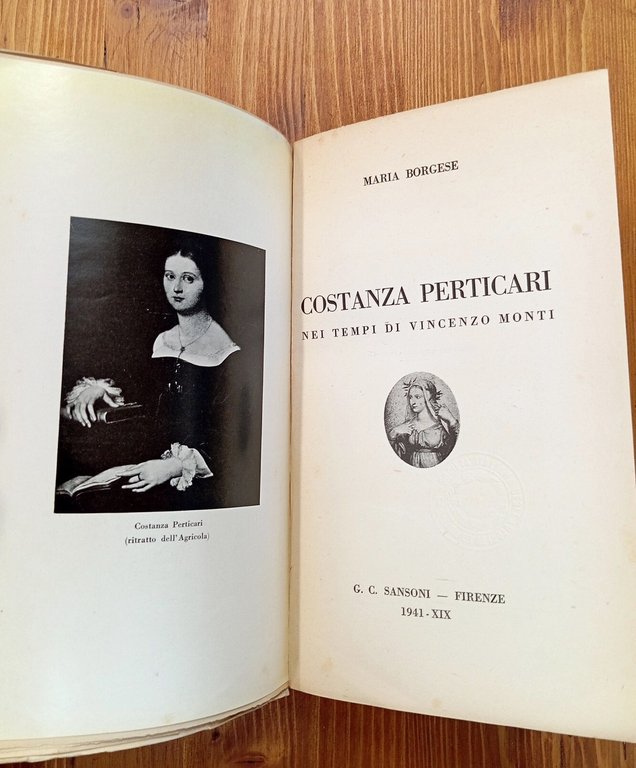 Costanza Perticari
(ritratto dell'Agricola)
MARIA BORGESE
COSTANZA PERTICARI
NEI TEMPI DI VINCENZO MONTI
G. C. SANSONI — FIRENZE
1941-XIX